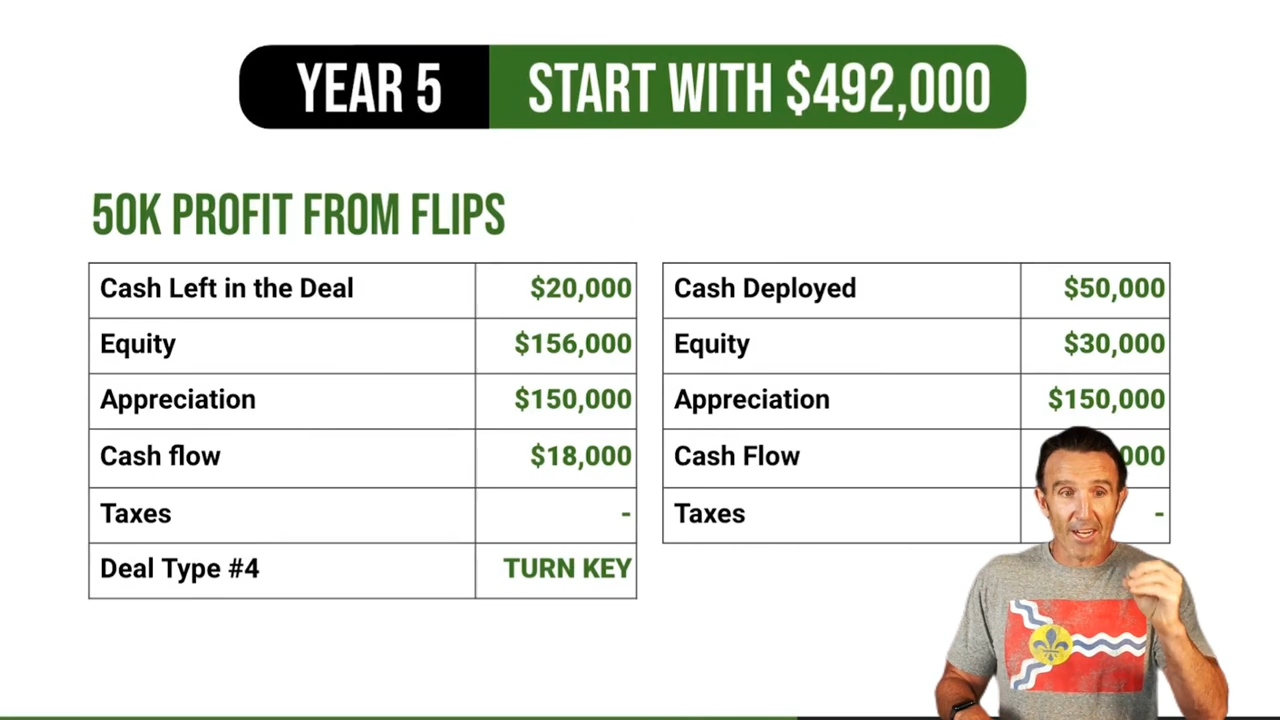 YEAR 5 START WITH $492,000
50K PROFIT FROM FLIPS
Cash Left in the Deal $20,000
Equity $156,000
Appreciation $150,000
Cash flow $18,000
Taxes -
Deal Type #4 TURN KEY
Cash Deployed $50,000
Equity $30,000
Appreciation $150,000
Cash Flow
Taxes -